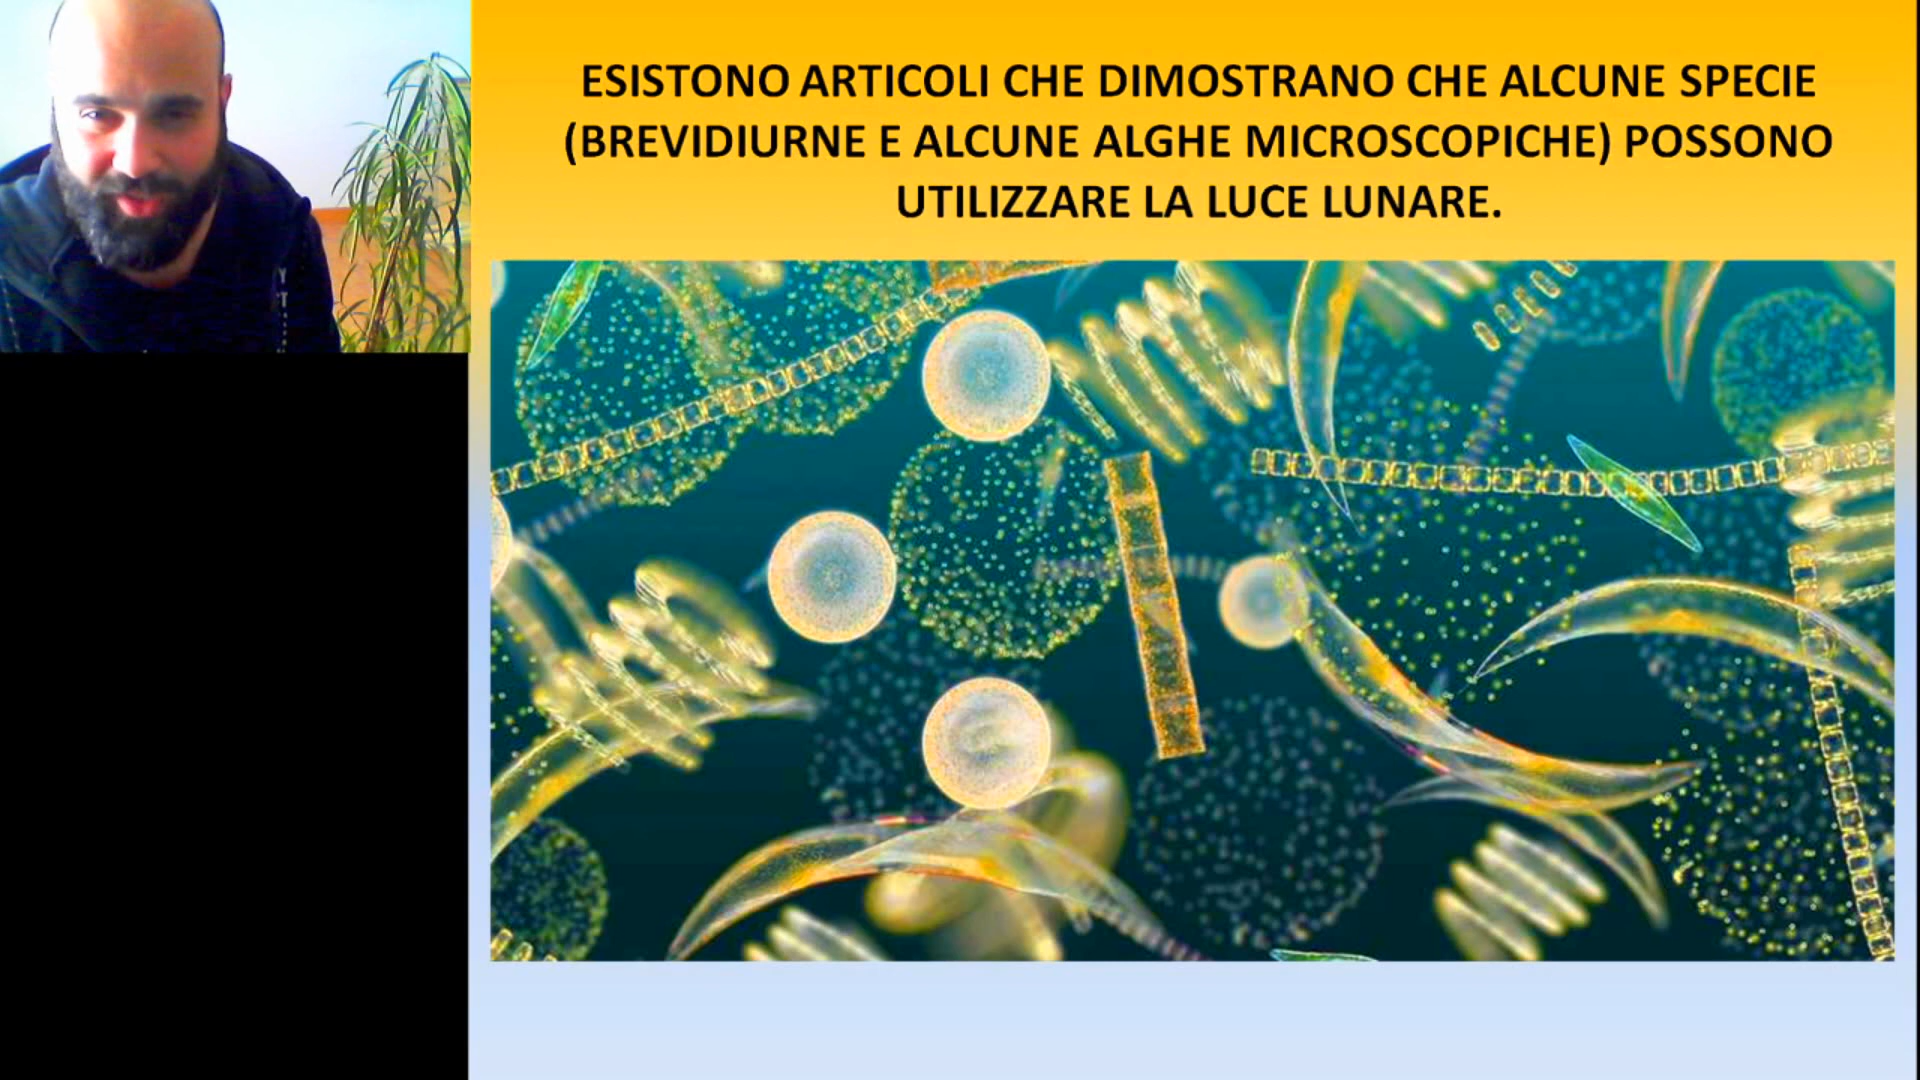 ESISTONO ARTICOLI CHE DIMOSTRANO CHE ALCUNE SPECIE
(BREVIDIURNE E ALCUNE ALGHE MICROSCOPICHE) POSSONO
UTILIZZARE LA LUCE LUNARE.